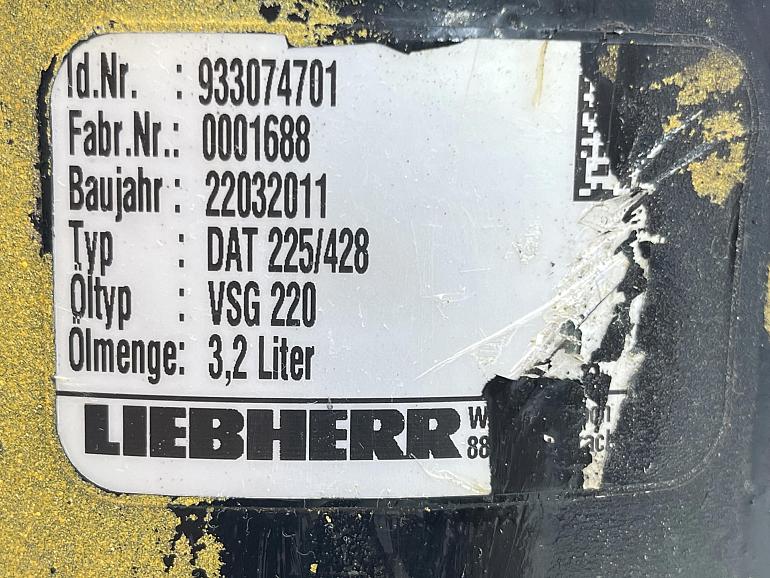 Id.Nr. : 933074701
Fabr.Nr.: 0001688
Baujahr : 22032011
Typ : DAT 225/428
Öltyp : VSG 220
Ölmenge: 3,2 Liter
LIEBHERR